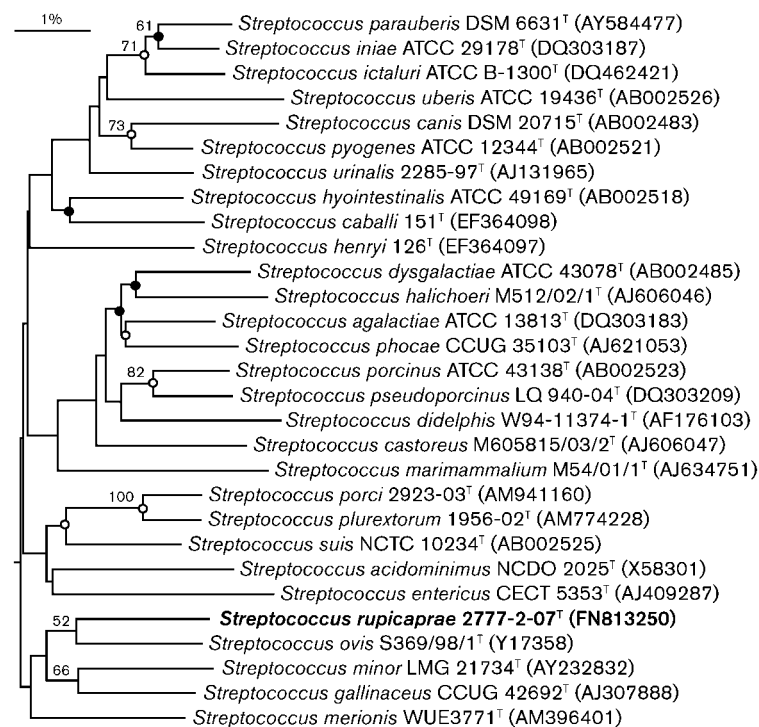 1%
61
Streptococcus parauberis DSM 6631ᵀ (AY584477)
71
Streptococcus iniae ATCC 29178ᵀ (DQ303187)
Streptococcus ictaluri ATCC B-1300ᵀ (DQ462421)
Streptococcus uberis ATCC 19436ᵀ (AB002526)
73
Streptococcus canis DSM 20715ᵀ (AB002483)
Streptococcus pyogenes ATCC 12344ᵀ (AB002521)
Streptococcus urinalis 2285-97ᵀ (AJ131965)
Streptococcus hyointestinalis ATCC 49169ᵀ (AB002518)
Streptococcus caballi 151ᵀ (EF364098)
Streptococcus henryi 126ᵀ (EF364097)
Streptococcus dysgalactiae ATCC 43078ᵀ (AB002485)
Streptococcus halichoeri M512/02/1ᵀ (AJ606046)
Streptococcus agalactiae ATCC 13813ᵀ (DQ303183)
Streptococcus phocae CCUG 35103ᵀ (AJ621053)
82
Streptococcus porcinus ATCC 43138ᵀ (AB002523)
Streptococcus pseudoporcinus LQ 940-04ᵀ (DQ303209)
Streptococcus didelphis W94-11374-1ᵀ (AF176103)
Streptococcus castoreus M605815/03/2ᵀ (AJ606047)
Streptococcus marimammalium M54/01/1ᵀ (AJ634751)
100
Streptococcus porci 2923-03ᵀ (AM941160)
Streptococcus plurextorum 1956-02ᵀ (AM774228)
Streptococcus suis NCTC 10234ᵀ (AB002525)
Streptococcus acidominimus NCDO 2025ᵀ (X58301)
Streptococcus entericus CECT 5353ᵀ (AJ409287)
52
Streptococcus rupicaprae 2777-2-07ᵀ (FN813250)
Streptococcus ovis S369/98/1ᵀ (Y17358)
66
Streptococcus minor LMG 21734ᵀ (AY232832)
Streptococcus gallinaceus CCUG 42692ᵀ (AJ307888)
Streptococcus merionis WUE3771ᵀ (AM396401)